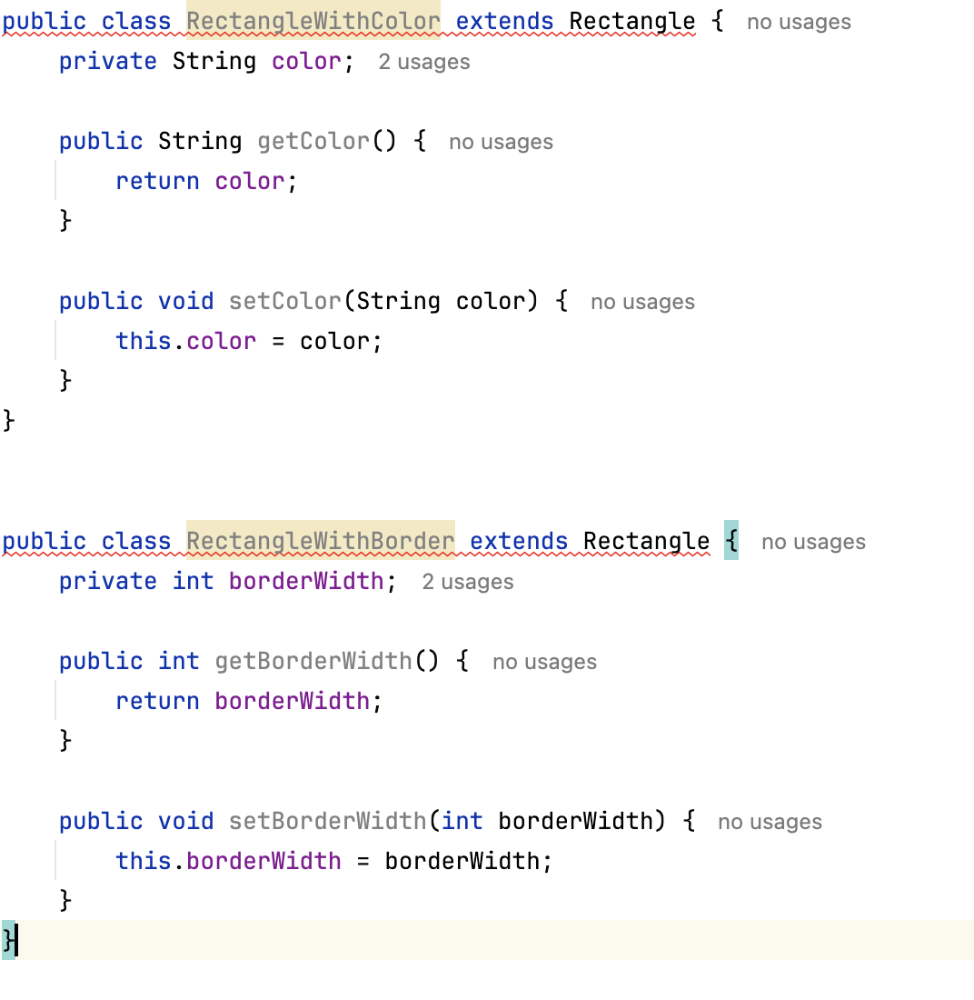 public class RectangleWithColor extends Rectangle { no usages
    private String color; 2 usages

    public String getColor() { no usages
        return color;
    }

    public void setColor(String color) { no usages
        this.color = color;
    }
}

public class RectangleWithBorder extends Rectangle { no usages
    private int borderWidth; 2 usages

    public int getBorderWidth() { no usages
        return borderWidth;
    }

    public void setBorderWidth(int borderWidth) { no usages
        this.borderWidth = borderWidth;
    }
}